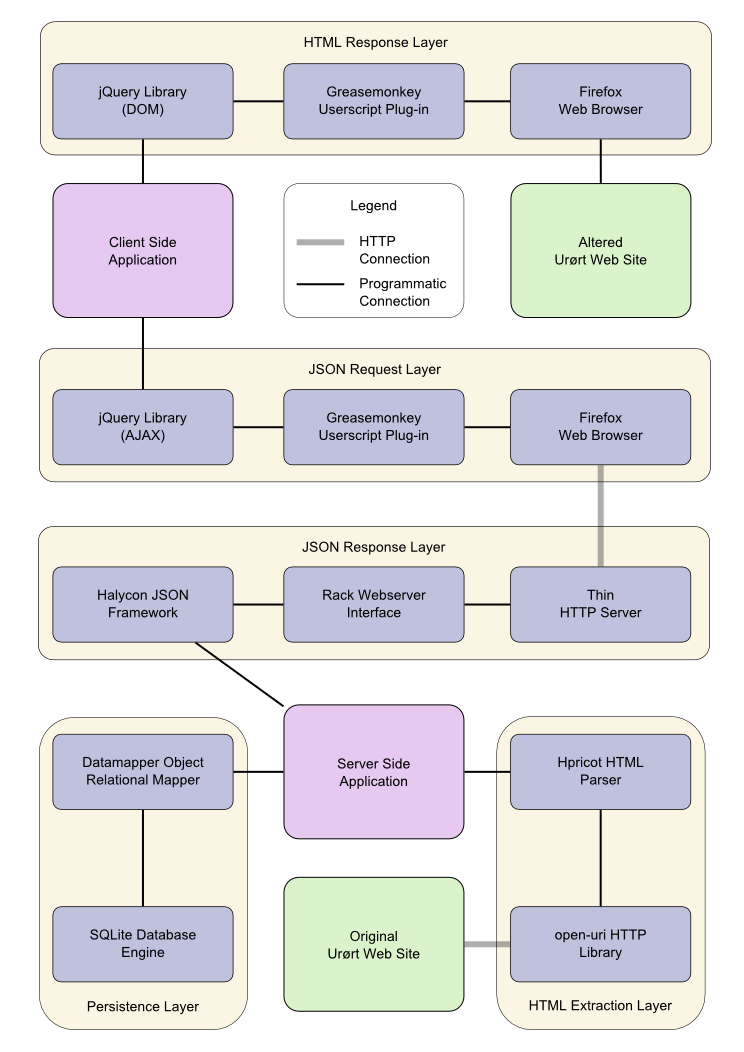 HTML Response Layer
jQuery Library
(DOM)
Greasemonkey
Userscript Plug-in
Firefox
Web Browser
Client Side
Application
Legend
HTTP
Connection
Programmatic
Connection
Altered
Urørt Web Site
JSON Request Layer
jQuery Library
(AJAX)
Greasemonkey
Userscript Plug-in
Firefox
Web Browser
JSON Response Layer
Halycon JSON
Framework
Rack Webserver
Interface
Thin
HTTP Server
Datamapper Object
Relational Mapper
Server Side
Application
Hpricot HTML
Parser
SQLite Database
Engine
Original
Urørt Web Site
open-uri HTTP
Library
Persistence Layer
HTML Extraction Layer